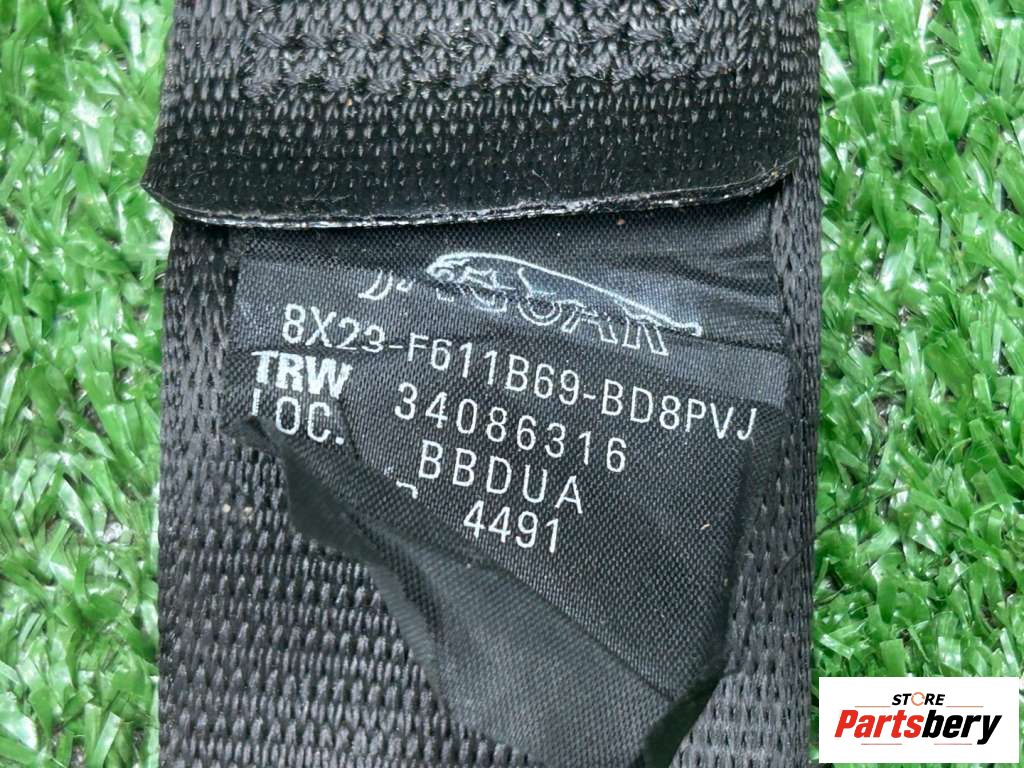 JAGUAR
8X23-F611B69-BD8PVJ
TRW 34086316
LOC. BBDUA
4491
STORE
Partsbery